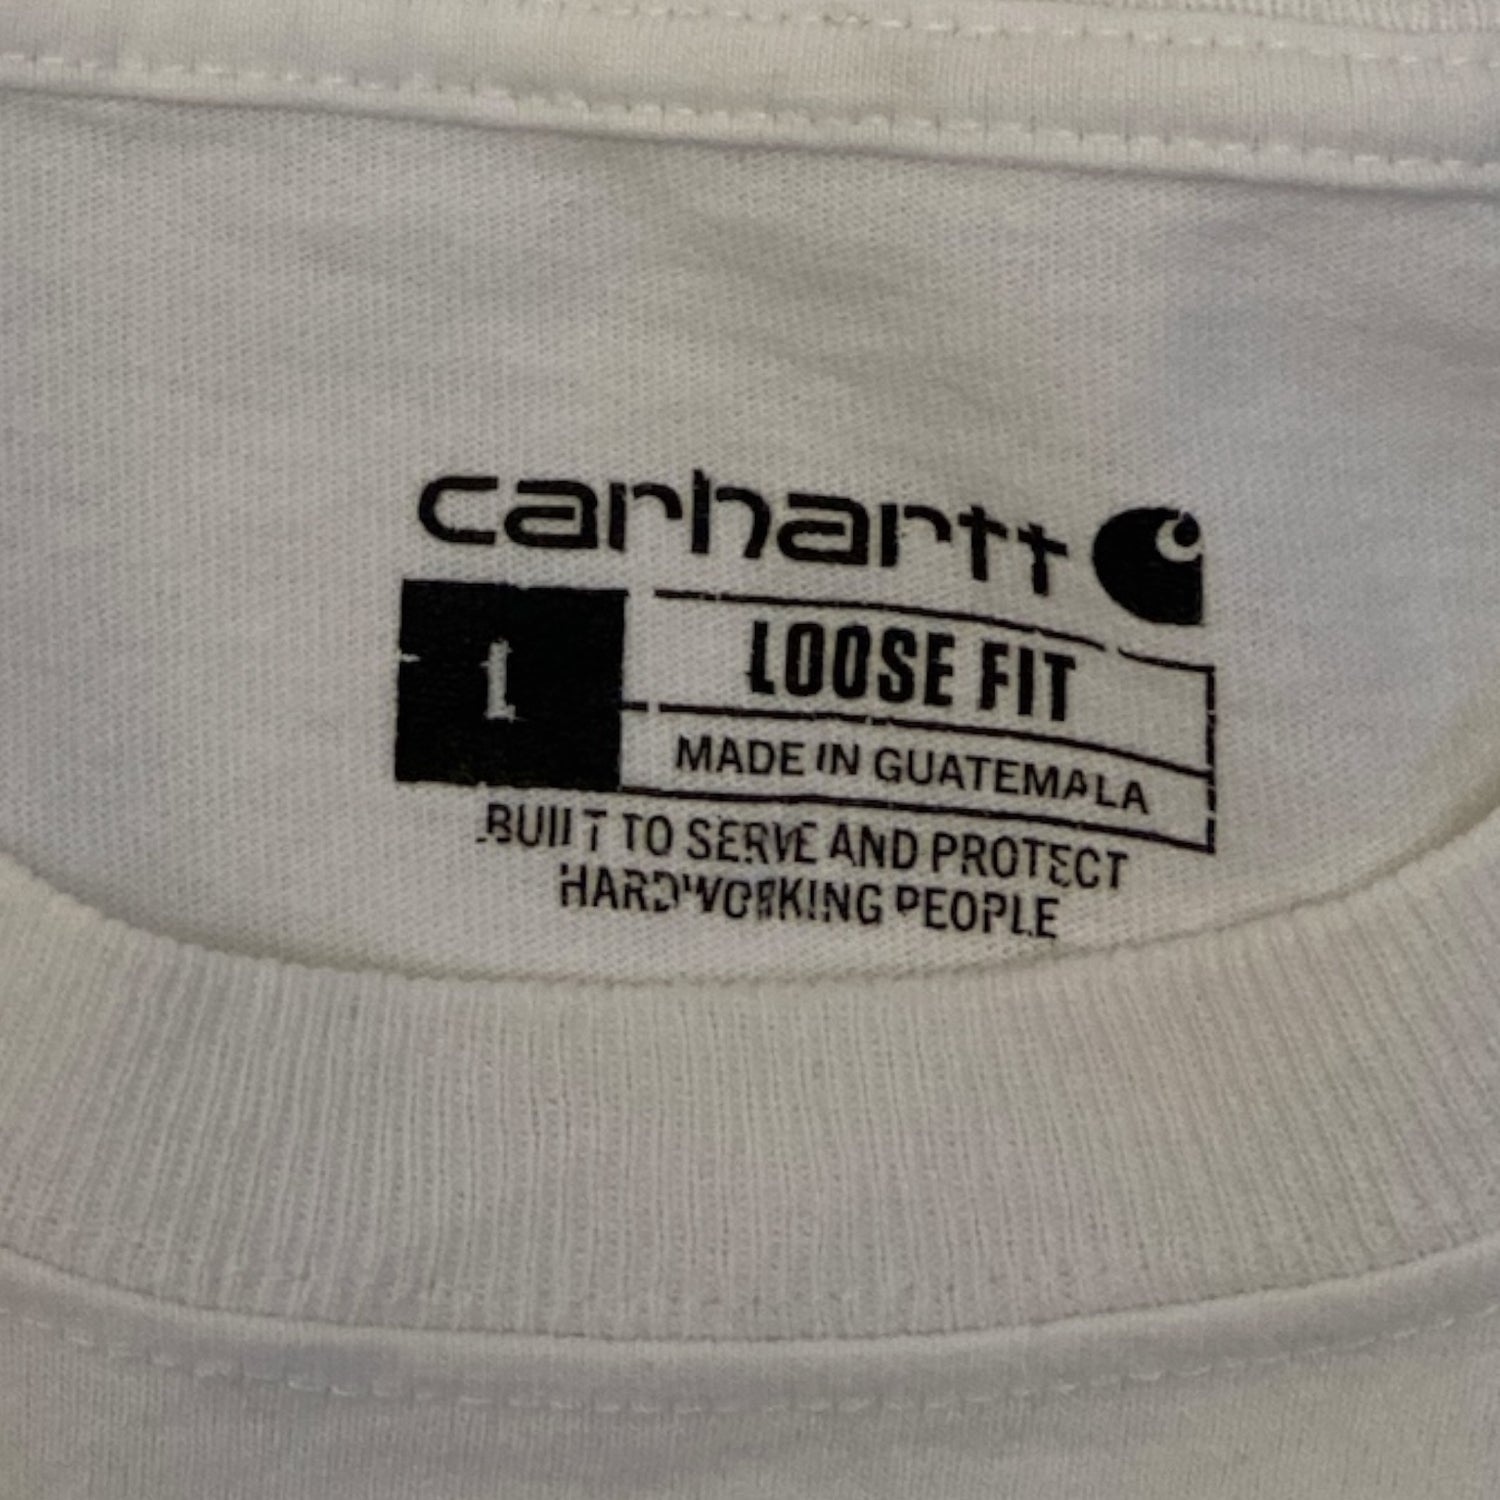 carhartt
L
LOOSE FIT
MADE IN GUATEMALA
BUILT TO SERVE AND PROTECT
HARDWORKING PEOPLE